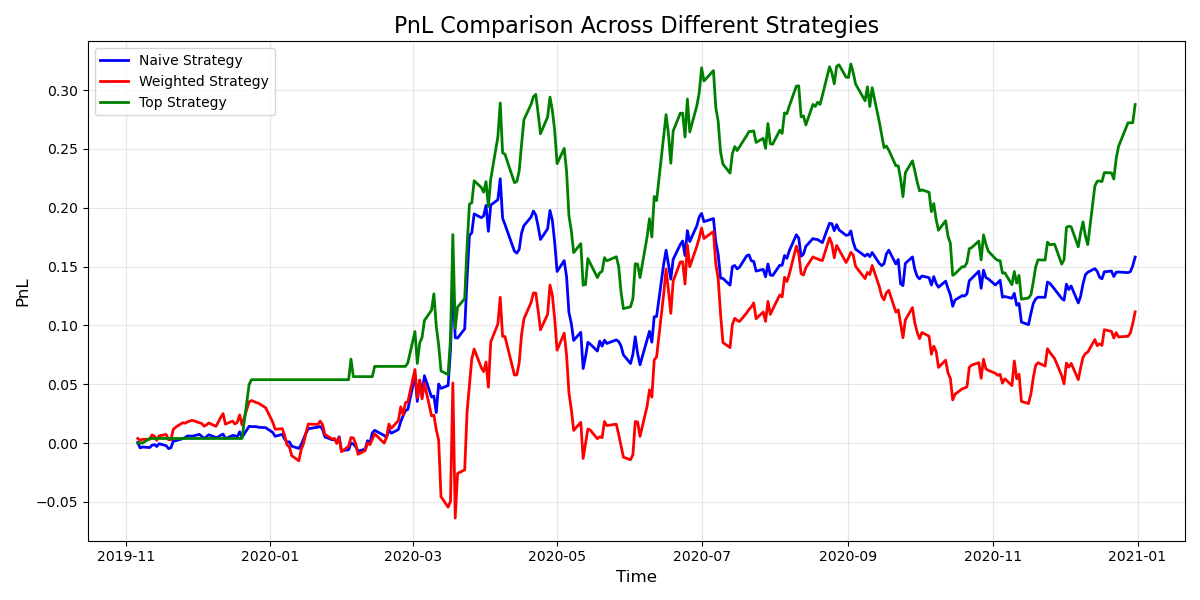 PnL Comparison Across Different Strategies
Naive Strategy
Weighted Strategy
Top Strategy
PnL
0.30
0.25
0.20
0.15
0.10
0.05
0.00
−0.05
2019-11 2020-01 2020-03 2020-05 2020-07 2020-09 2020-11 2021-01
Time